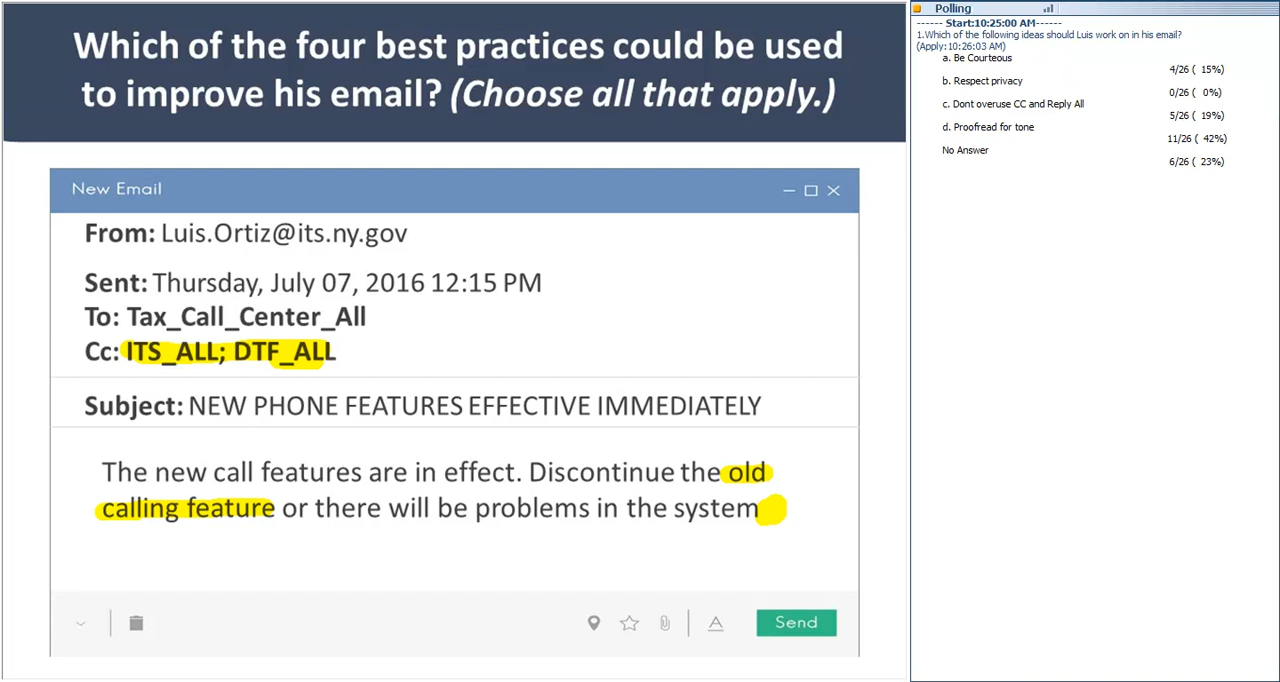 Which of the four best practices could be used
to improve his email? (Choose all that apply.)
New Email
From: Luis.Ortiz@its.ny.gov
Sent: Thursday, July 07, 2016 12:15 PM
To: Tax_Call_Center_All
Cc: ITS_ALL; DTF_ALL
Subject: NEW PHONE FEATURES EFFECTIVE IMMEDIATELY
The new call features are in effect. Discontinue the old
calling feature or there will be problems in the system
A
Send
Polling
------ Start:10:25:00 AM------
1.Which of the following ideas should Luis work on in his email?
(Apply:10:26:03 AM)
a. Be Courteous
4/26 ( 15%)
b. Respect privacy
0/26 ( 0%)
c. Dont overuse CC and Reply All
5/26 ( 19%)
d. Proofread for tone
11/26 ( 42%)
No Answer
6/26 ( 23%)